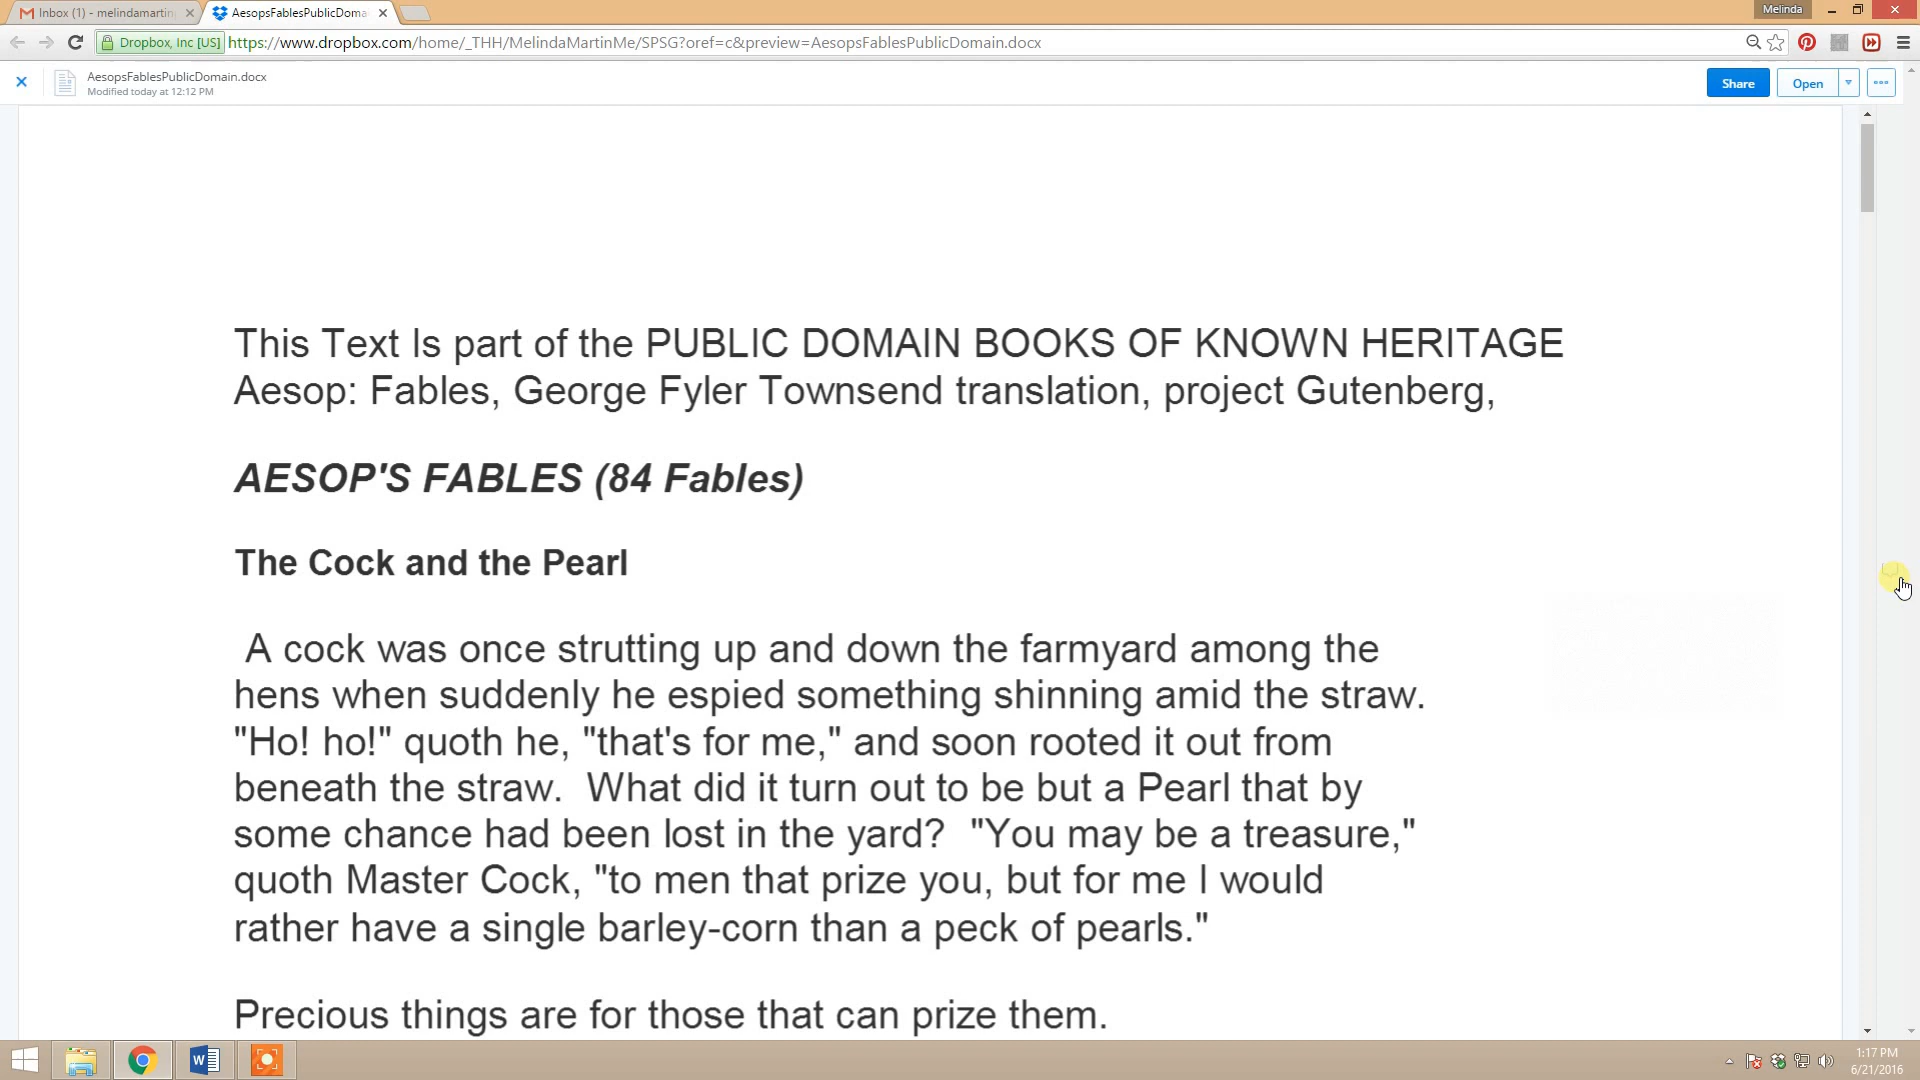 Inbox (1) - melindamartin
AesopsFablesPublicDoma
Melinda
Dropbox, Inc [US]
https://www.dropbox.com/home/_THH/MelindaMartinMe/SPSG?oref=c&preview=AesopsFablesPublicDomain.docx
AesopsFablesPublicDomain.docx
Modified today at 12:12 PM
Share
Open
This Text Is part of the PUBLIC DOMAIN BOOKS OF KNOWN HERITAGE
Aesop: Fables, George Fyler Townsend translation, project Gutenberg,
AESOP'S FABLES (84 Fables)
The Cock and the Pearl
A cock was once strutting up and down the farmyard among the
hens when suddenly he espied something shinning amid the straw.
"Ho! ho!" quoth he, "that's for me," and soon rooted it out from
beneath the straw.  What did it turn out to be but a Pearl that by
some chance had been lost in the yard?  "You may be a treasure,"
quoth Master Cock, "to men that prize you, but for me I would
rather have a single barley-corn than a peck of pearls."
Precious things are for those that can prize them.
1:17 PM
6/21/2016